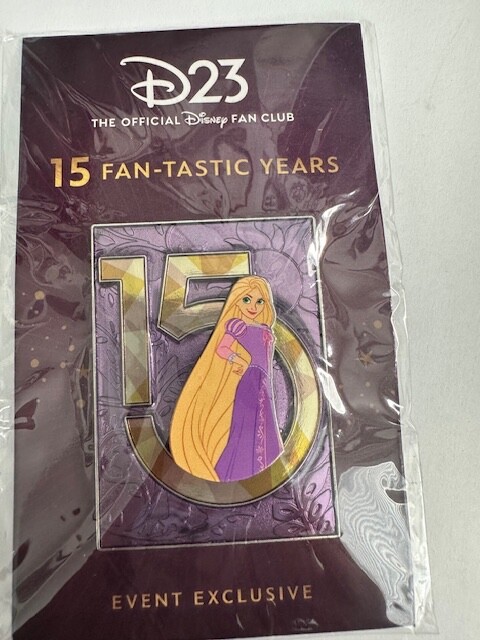 D23
THE OFFICIAL Disney FAN CLUB
15 FAN-TASTIC YEARS
15
EVENT EXCLUSIVE